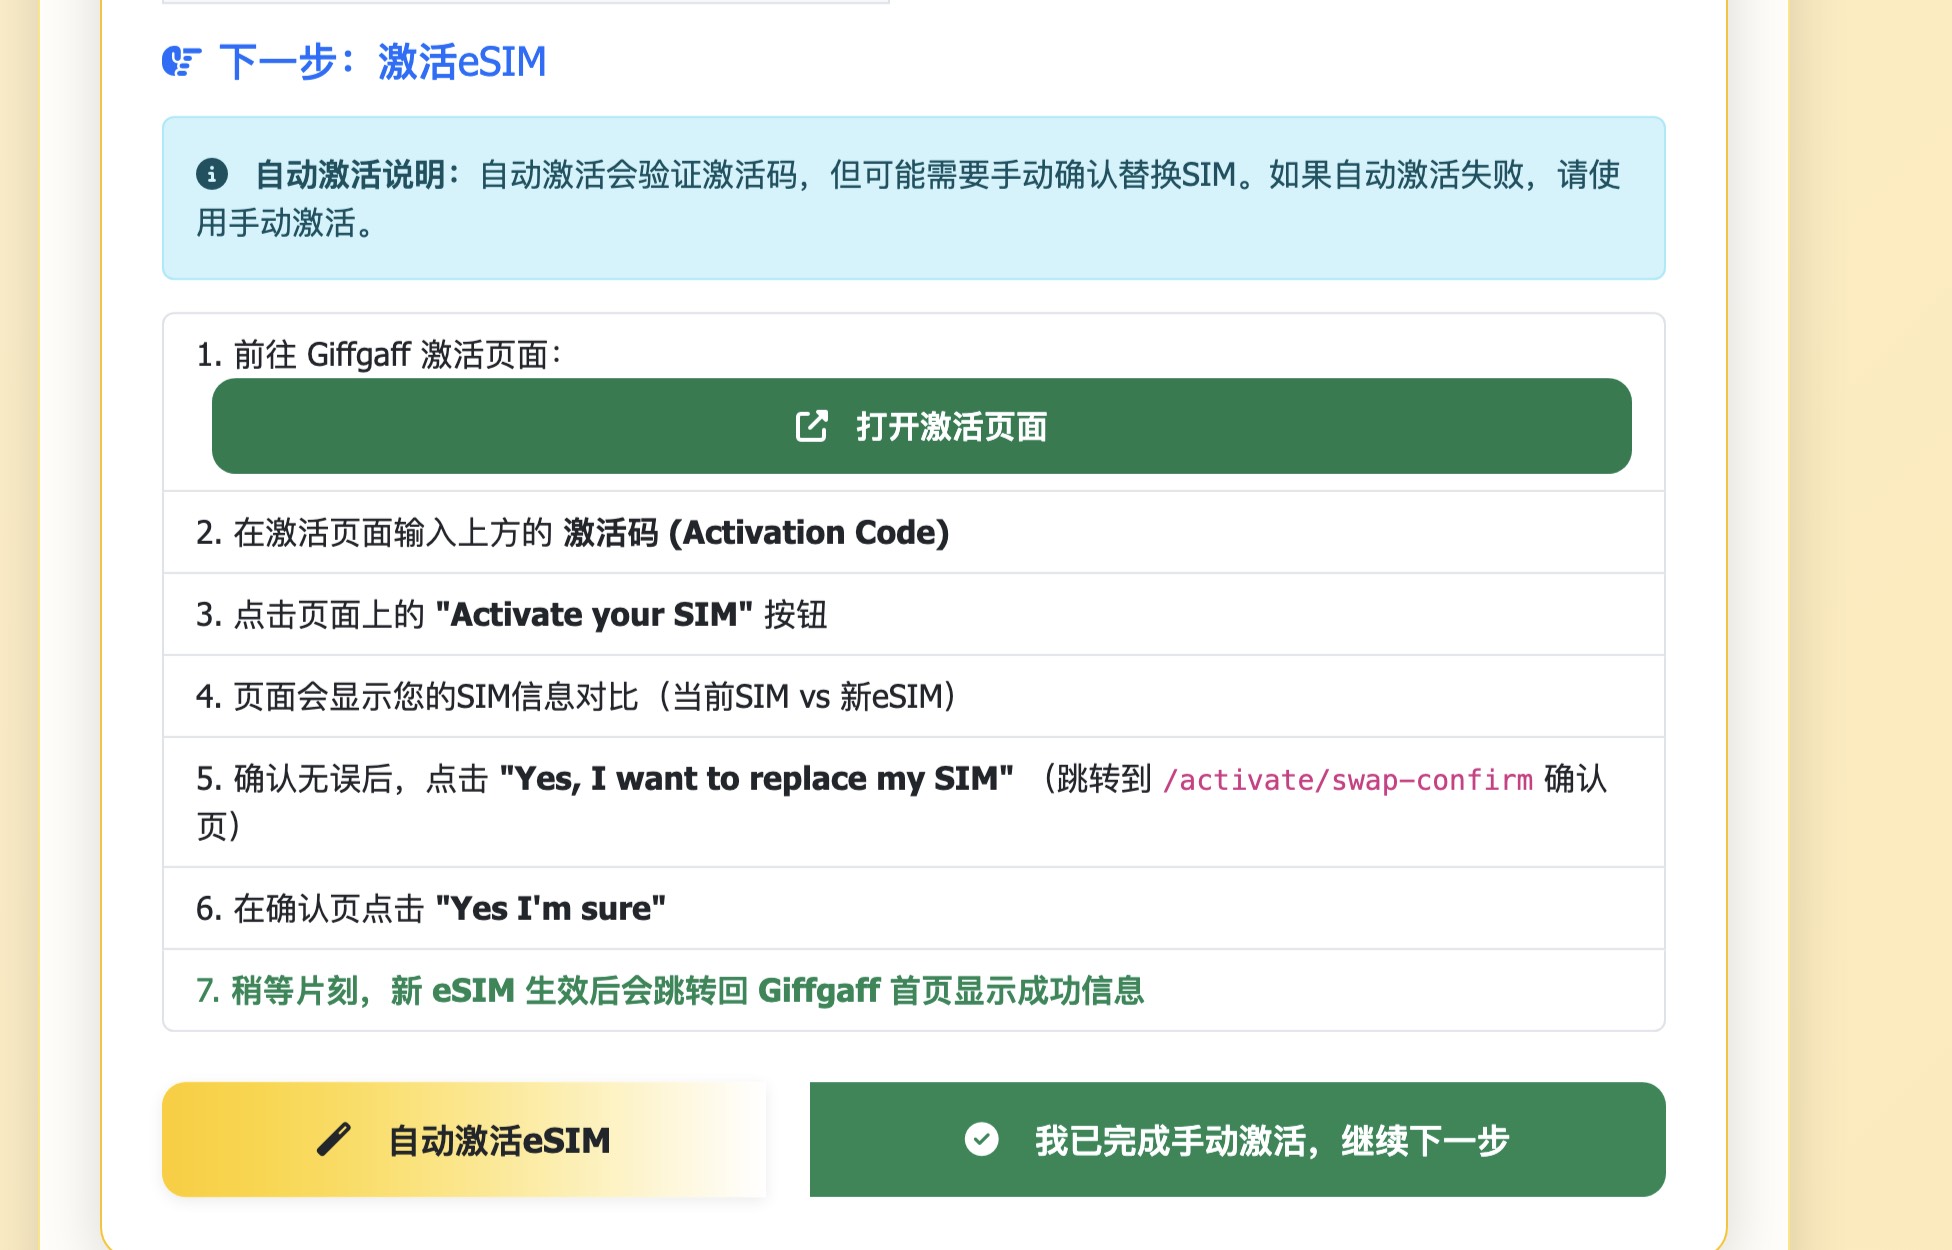 下一步：激活eSIM
自动激活说明：自动激活会验证激活码，但可能需要手动确认替换SIM。如果自动激活失败，请使
用手动激活。
1. 前往 Giffgaff 激活页面：
打开激活页面
2. 在激活页面输入上方的 激活码 (Activation Code)
3. 点击页面上的 "Activate your SIM" 按钮
4. 页面会显示您的SIM信息对比（当前SIM vs 新eSIM）
5. 确认无误后，点击 "Yes, I want to replace my SIM" （跳转到 /activate/swap-confirm 确认
页）
6. 在确认页点击 "Yes I'm sure"
7. 稍等片刻，新 eSIM 生效后会跳转回 Giffgaff 首页显示成功信息
自动激活eSIM
我已完成手动激活，继续下一步